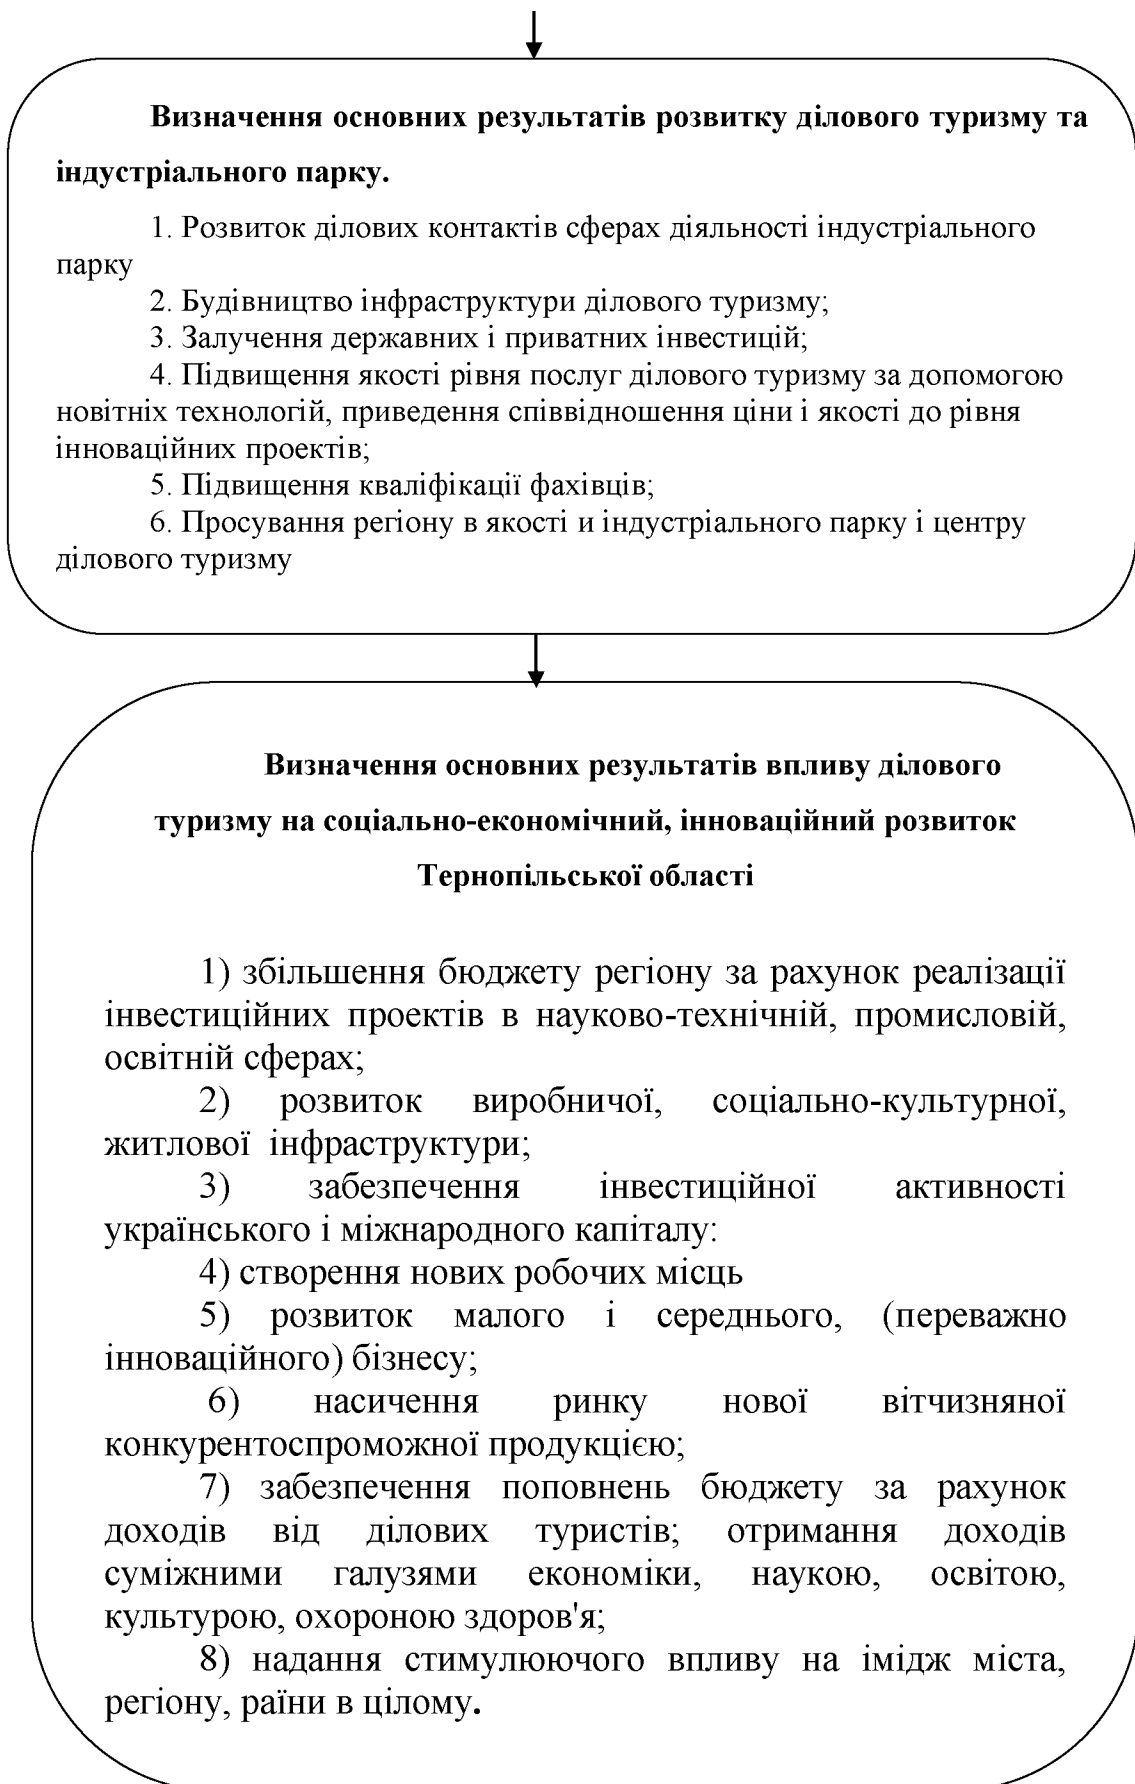 Визначення основних результатів розвитку ділового туризму та
індустріального парку.
1. Розвиток ділових контактів сферах діяльності індустріального
парку
2. Будівництво інфраструктури ділового туризму;
3. Залучення державних і приватних інвестицій;
4. Підвищення якості рівня послуг ділового туризму за допомогою
новітніх технологій, приведення співвідношення ціни і якості до рівня
інноваційних проектів;
5. Підвищення кваліфікації фахівців;
6. Просування регіону в якості и індустріального парку і центру
ділового туризму
Визначення основних результатів впливу ділового
туризму на соціально-економічний, інноваційний розвиток
Тернопільської області
1) збільшення бюджету регіону за рахунок реалізації
інвестиційних проектів в науково-технічній, промисловій,
освітній сферах;
2) розвиток виробничої, соціально-культурної,
житлової інфраструктури;
3) забезпечення інвестиційної активності
українського і міжнародного капіталу:
4) створення нових робочих місць
5) розвиток малого і середнього, (переважно
інноваційного) бізнесу;
6) насичення ринку нової вітчизняної
конкурентоспроможної продукцією;
7) забезпечення поповнень бюджету за рахунок
доходів від ділових туристів; отримання доходів
суміжними галузями економіки, наукою, освітою,
культурою, охороною здоров'я;
8) надання стимулюючого впливу на імідж міста,
регіону, раїни в цілому.